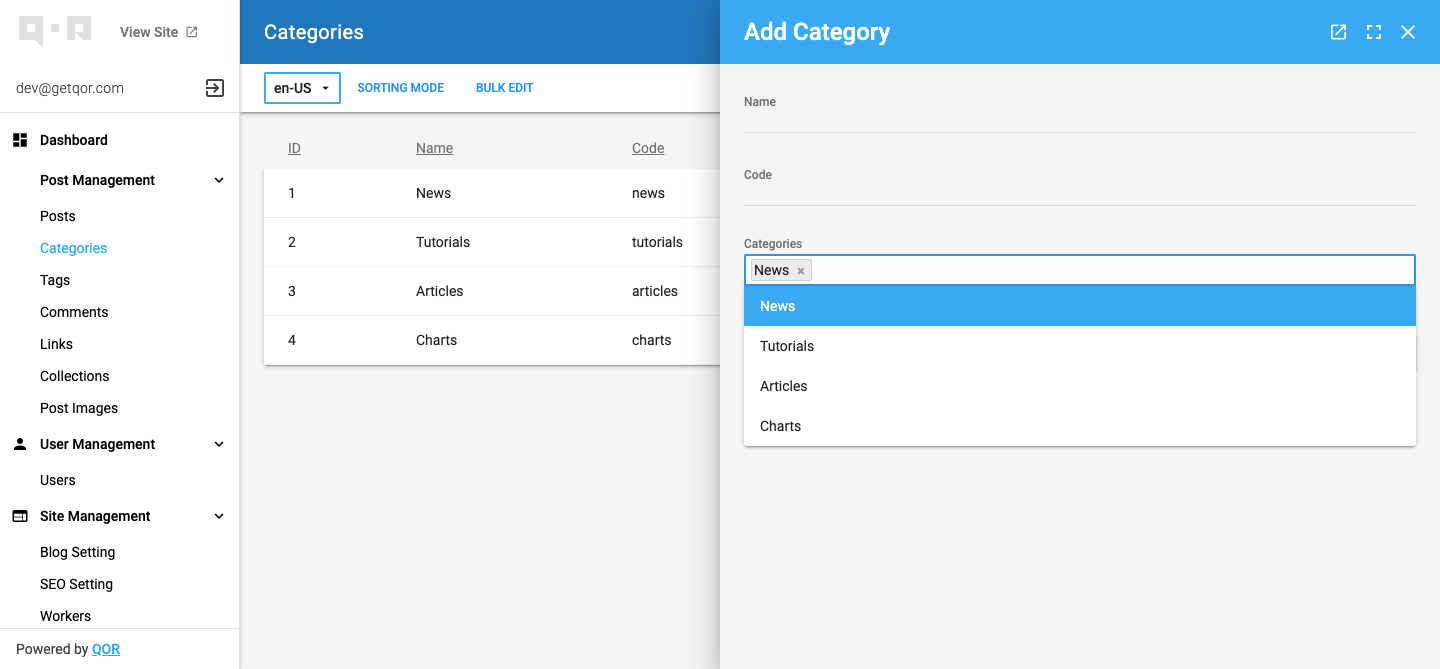 View Site
dev@getqor.com
Dashboard
Post Management
Posts
Categories
Tags
Comments
Links
Collections
Post Images
User Management
Users
Site Management
Blog Setting
SEO Setting
Workers
Powered by QOR
Categories
en-US SORTING MODE BULK EDIT
ID Name Code
1 News news
2 Tutorials tutorials
3 Articles articles
4 Charts charts
Add Category
Name
Code
Categories
News ×
News
Tutorials
Articles
Charts